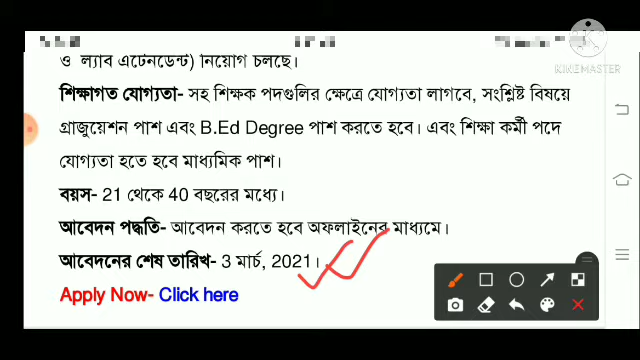 KINEMASTER
ও ল্যাব এটেনডেন্ট) নিয়োগ চলছে।
শিক্ষাগত যোগ্যতা- সহ শিক্ষক পদগুলির ক্ষেত্রে যোগ্যতা লাগবে, সংশ্লিষ্ট বিষয়ে
গ্রাজুয়েশন পাশ এবং B.Ed Degree পাশ করতে হবে। এবং শিক্ষা কর্মী পদে
যোগ্যতা হতে হবে মাধ্যমিক পাশ।
বয়স- 21 থেকে 40 বছরের মধ্যে।
আবেদন পদ্ধতি- আবেদন করতে হবে অফলাইনের মাধ্যমে।
আবেদনের শেষ তারিখ- 3 মার্চ, 2021।
Apply Now- Click here